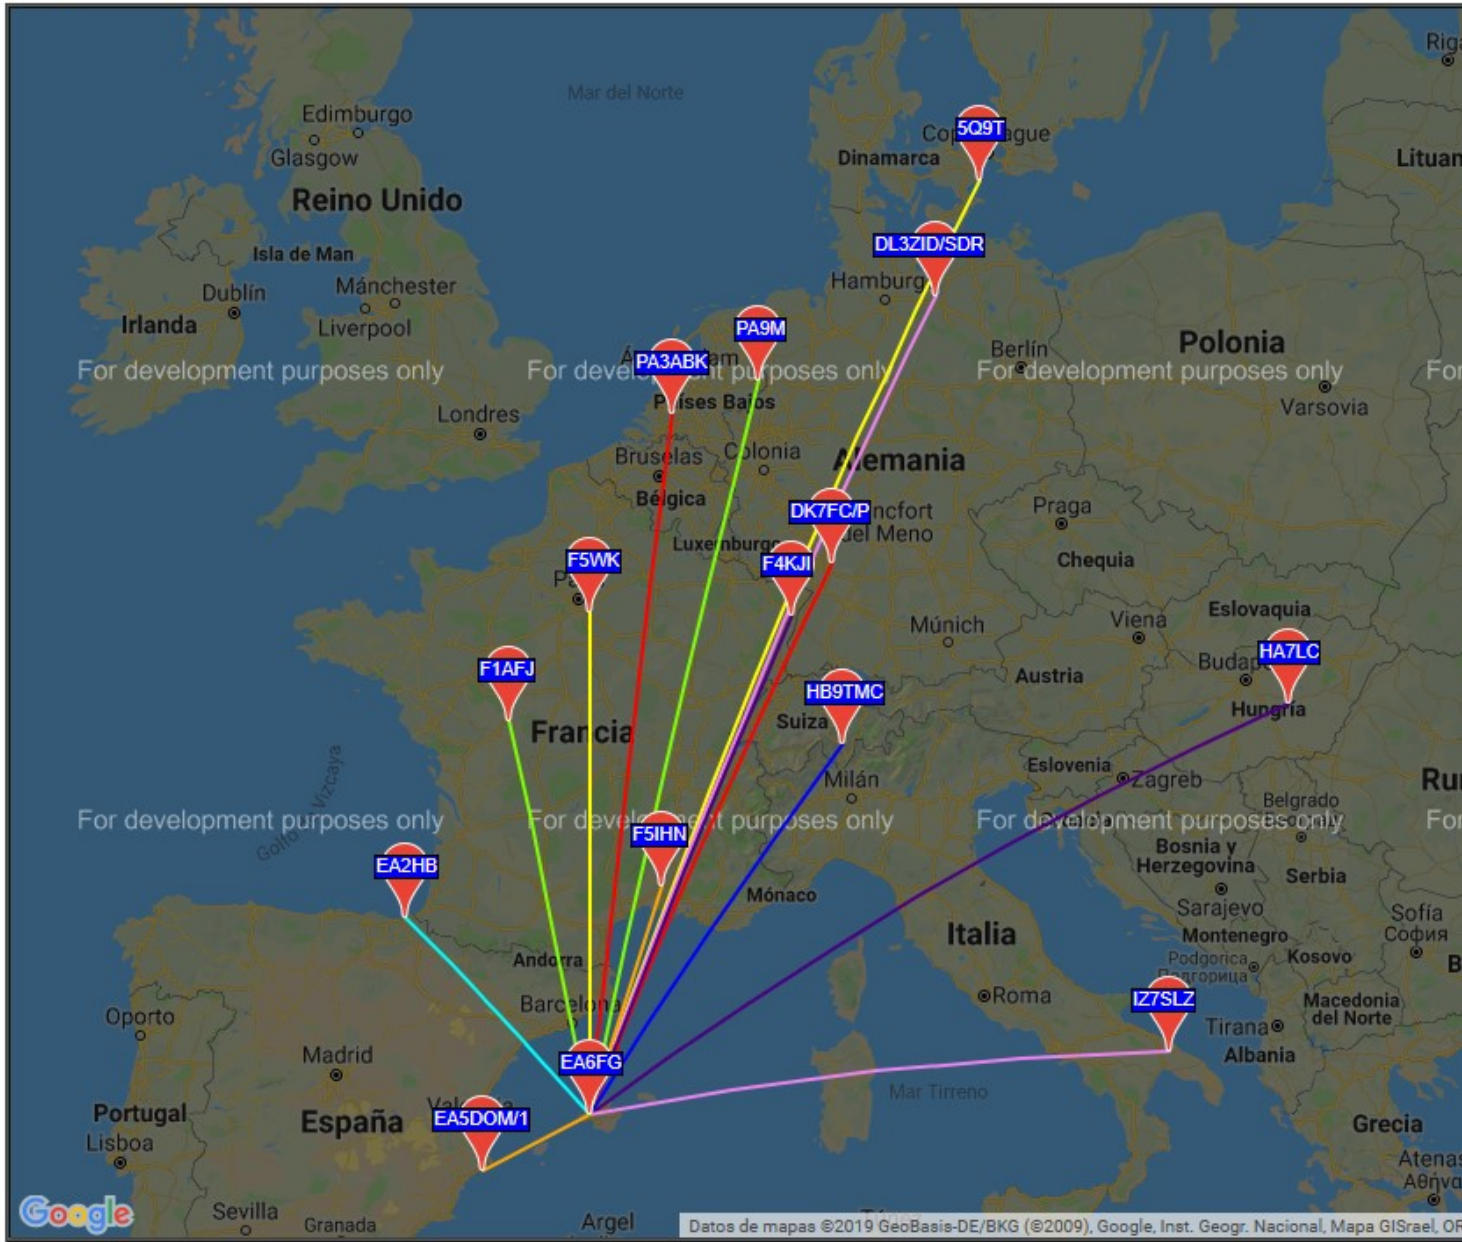 Riga
Mar del Norte
Edimburgo
Glasgow
5Q9T
Dinamarca
Reino Unido
Isla de Man
DL3ZID/SDR
Hamburg
Dublín
Mánchester
Irlanda
Liverpool
PA9M
Polonia
Berlín
PA3ABK
For development purposes only
For development purposes only
For development purposes only
Países Bajos
Varsovia
Londres
Bruselas
Colonia
Alemania
Bélgica
Praga
DK7FC/P
del Meno
Luxemburgo
F5WK
F4KJI
Chequia
Eslovaquia
Viena
Múnich
F1AFJ
HA7LC
Austria
HB9TMC
Hungría
Suiza
Francia
Eslovenia
Zagreb
Milán
Golfo de Vizcaya
Belgrado
For development purposes only
For development purposes only
For development purposes only
F5IHN
Bosnia y
Herzegovina
EA2HB
Serbia
Mónaco
Sarajevo
Sofía
София
Italia
Montenegro
Andorra
Kosovo
Podgorica
Подгорица
Barcelona
Roma
IZ7SLZ
Macedonia
del Norte
Oporto
Tirana
Madrid
Albania
EA6FG
Mar Tirreno
Portugal
España
EA5DOM/1
Grecia
Lisboa
Atenas
Αθήνα
Google
Sevilla
Granada
Argel
Datos de mapas ©2019 GeoBasis-DE/BKG (©2009), Google, Inst. Geogr. Nacional, Mapa GISrael, OR